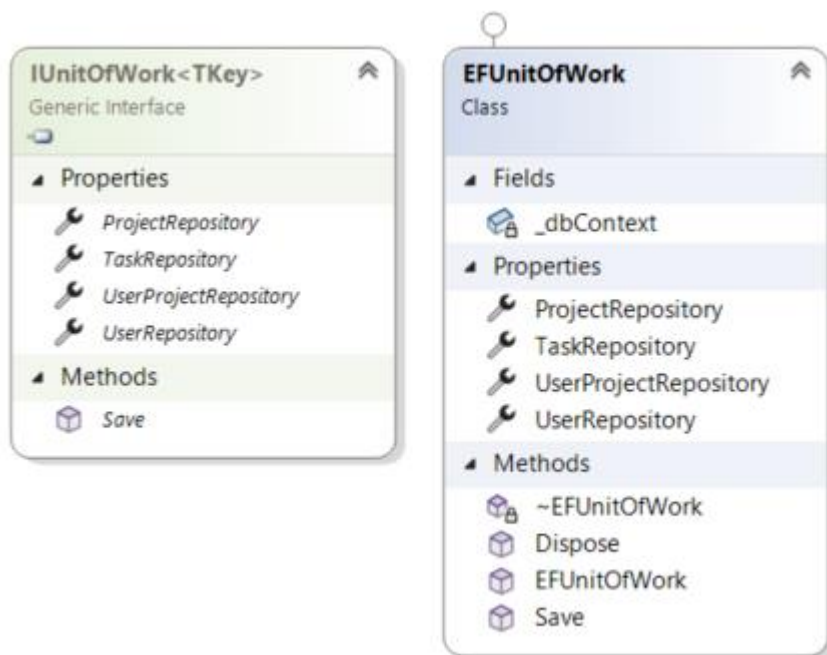 IUnitOfWork<TKey>
Generic Interface
Properties
ProjectRepository
TaskRepository
UserProjectRepository
UserRepository
Methods
Save
EFUnitOfWork
Class
Fields
_dbContext
Properties
ProjectRepository
TaskRepository
UserProjectRepository
UserRepository
Methods
~EFUnitOfWork
Dispose
EFUnitOfWork
Save